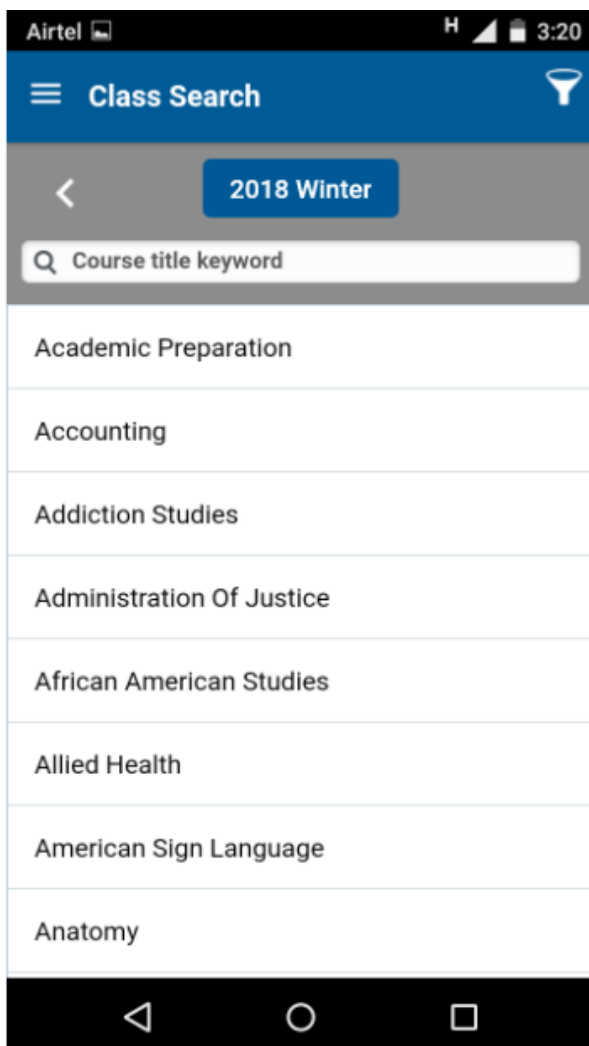 Airtel H 3:20
Class Search
2018 Winter
Course title keyword
Academic Preparation
Accounting
Addiction Studies
Administration Of Justice
African American Studies
Allied Health
American Sign Language
Anatomy